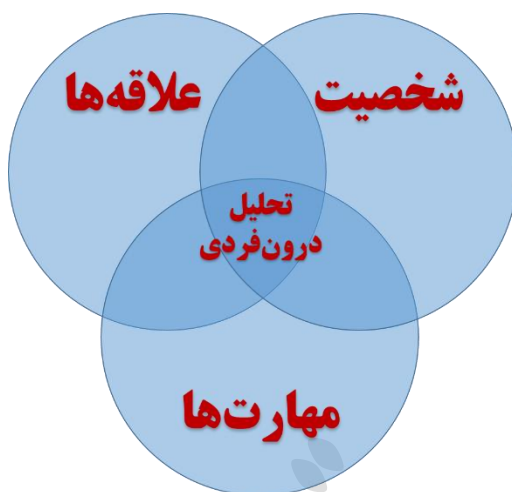 شخصیت
علاقه‌ها
تحلیل
درون‌فردی
مهارت‌ها